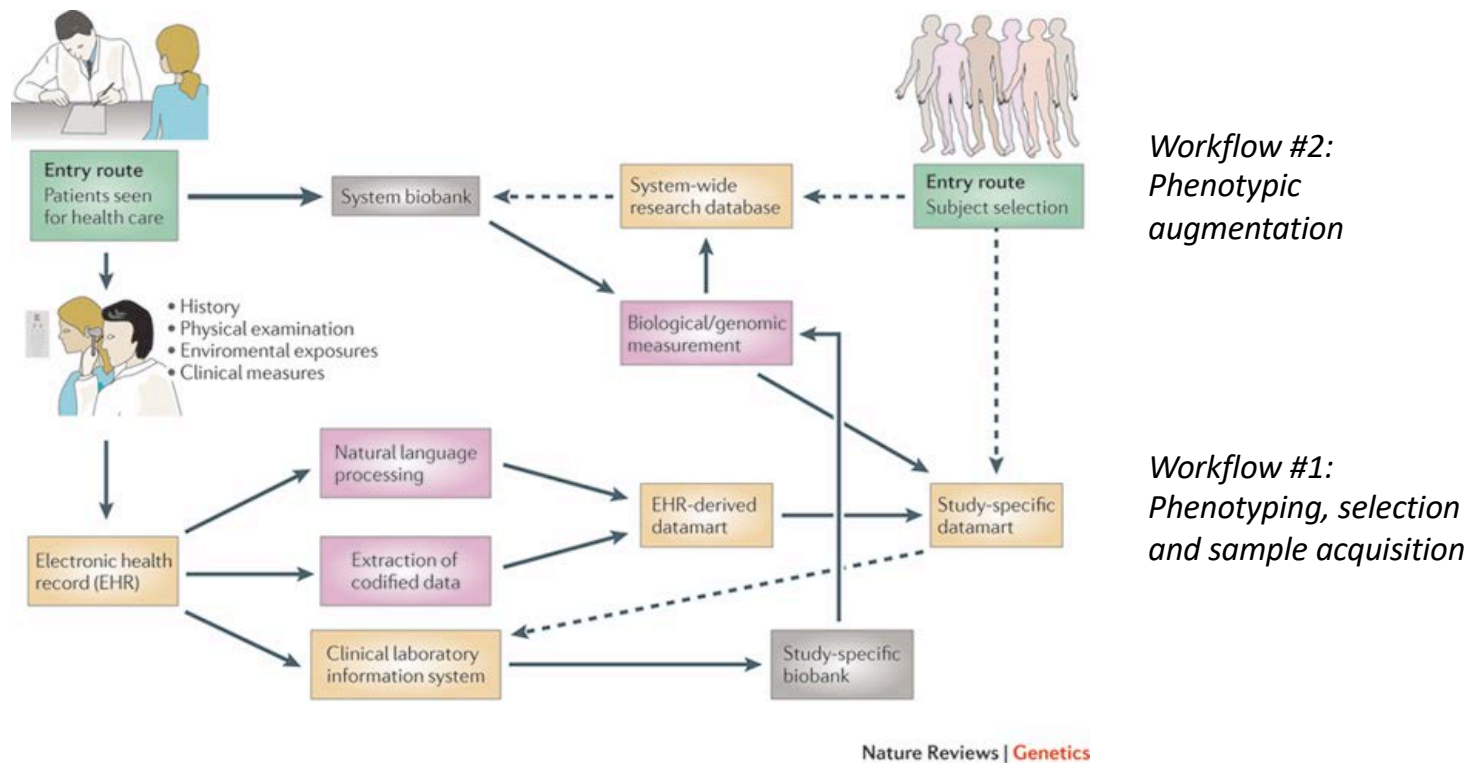 Entry route
Patients seen
for health care
System biobank
System-wide
research database
Entry route
Subject selection
Workflow #2:
Phenotypic
augmentation
• History
• Physical examination
• Enviromental exposures
• Clinical measures
Biological/genomic
measurement
Natural language
processing
EHR-derived
datamart
Study-specific
datamart
Workflow #1:
Phenotyping, selection
and sample acquisition
Electronic health
record (EHR)
Extraction of
codified data
Clinical laboratory
information system
Study-specific
biobank
Nature Reviews | Genetics